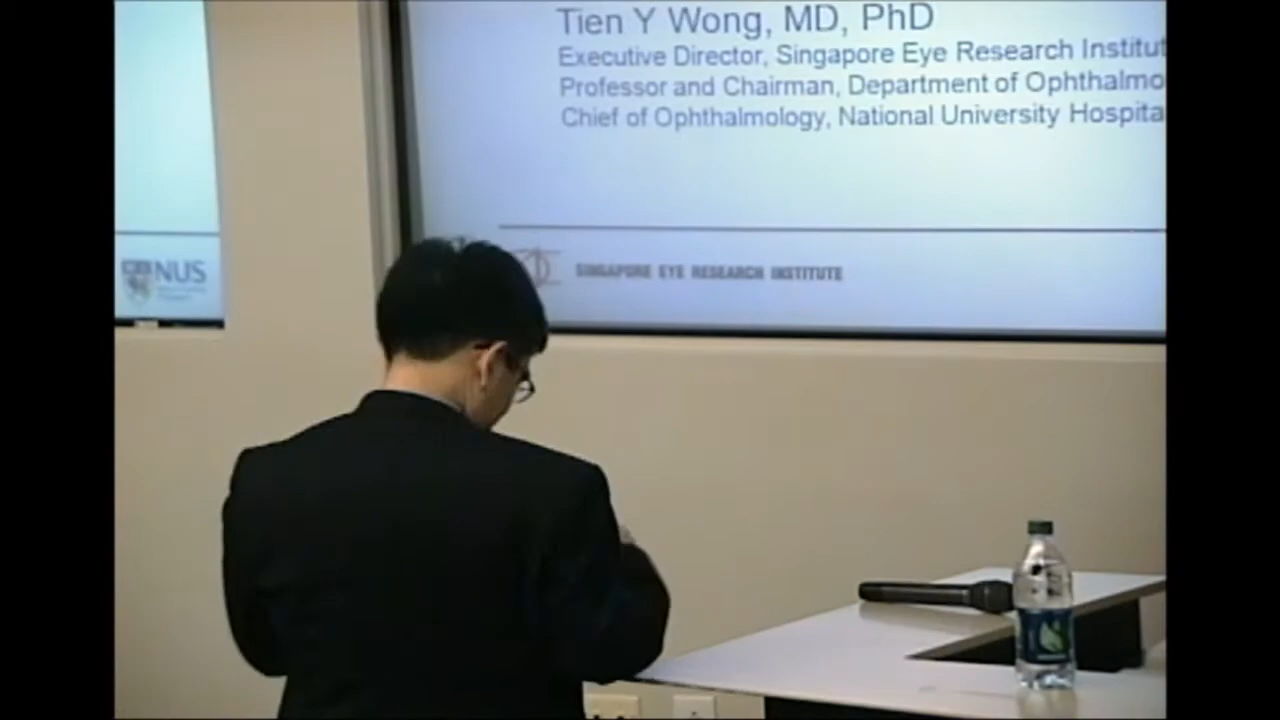 Tien Y Wong, MD, PhD
Executive Director, Singapore Eye Research Institut
Professor and Chairman, Department of Ophthalmo
Chief of Ophthalmology, National University Hospita
SINGAPORE EYE RESEARCH INSTITUTE
NUS